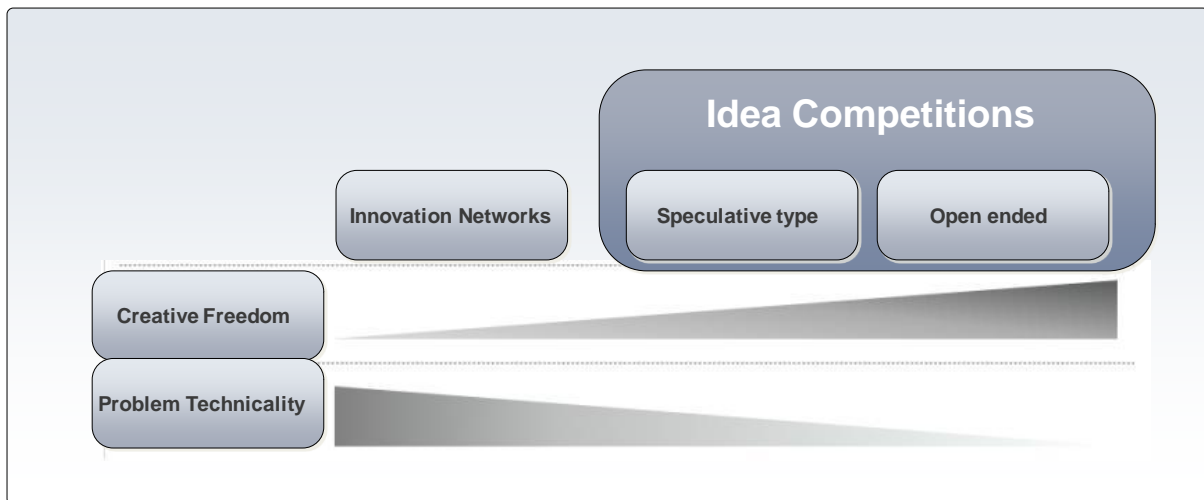 Idea Competitions
Innovation Networks
Speculative type
Open ended
Creative Freedom
Problem Technicality